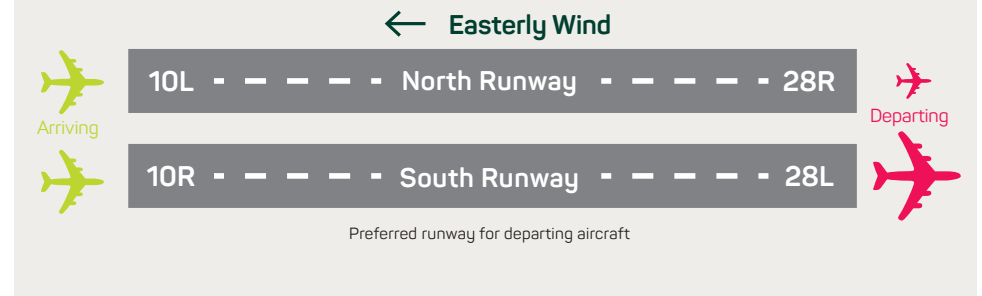 Easterly Wind
10L North Runway 28R
Arriving
Departing
10R South Runway 28L
Preferred runway for departing aircraft